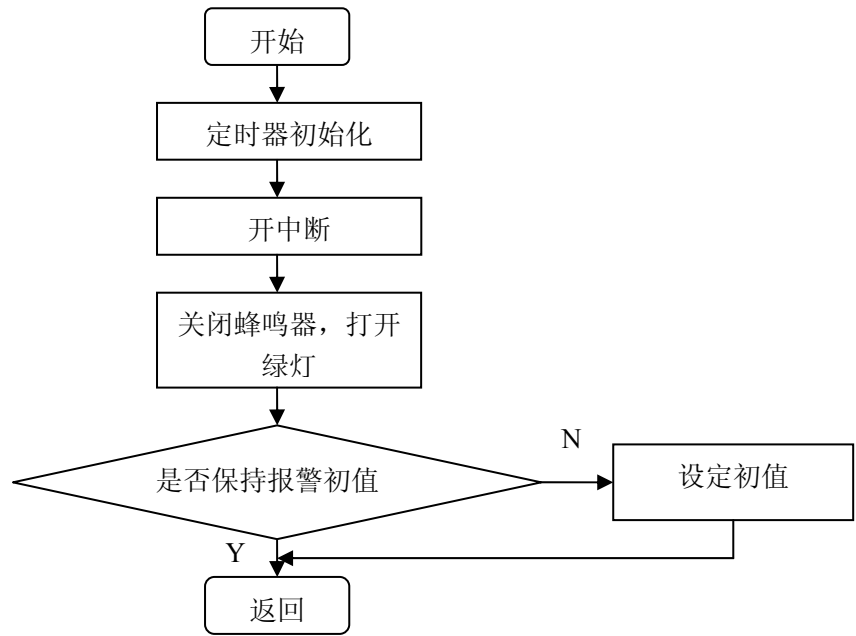 开始
定时器初始化
开中断
关闭蜂鸣器，打开
绿灯
是否保持报警初值
N
设定初值
Y
返回